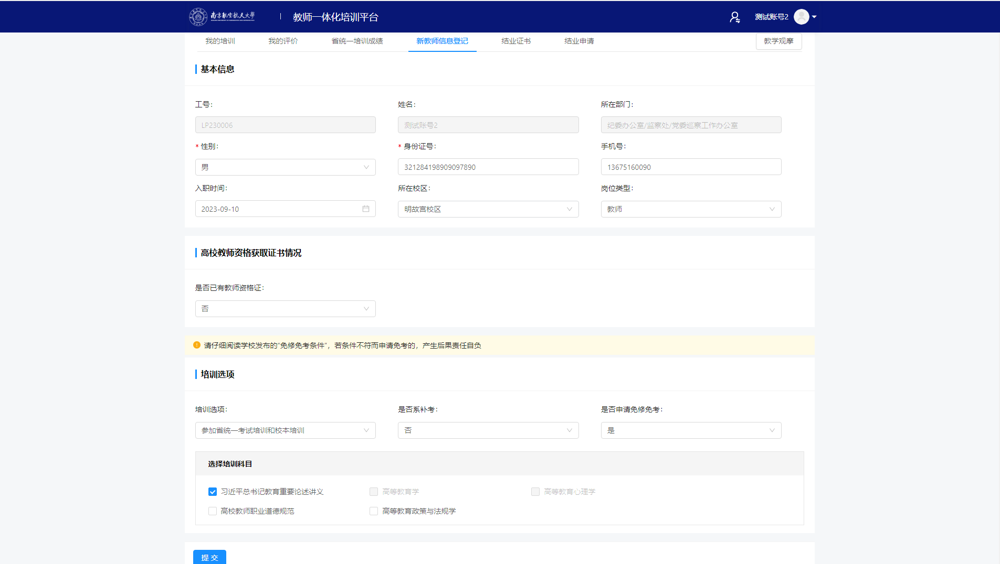 南京航空航天大學
教师一体化培训平台
测试账号2
我的培训
我的评价
省统一培训成绩
新教师信息登记
结业证书
结业申请
教学观摩
基本信息
工号:
姓名:
所在部门:
LP230006
测试账号2
纪委办公室/监察处/党委巡察工作办公室
* 性别:
* 身份证号:
手机号:
男
321284198909097890
13675160090
入职时间:
所在校区:
岗位类型:
2023-09-10
明故宫校区
教师
高校教师资格获取证书情况
是否已有教师资格证:
否
请仔细阅读学校发布的“免修免考条件”，若条件不符而申请免考的，产生后果责任自负
培训选项
培训选项:
是否系补考:
是否申请免修免考:
参加省统一考试培训和校本培训
否
是
选择培训科目
习近平总书记教育重要论述讲义
高等教育学
高等教育心理学
高校教师职业道德规范
高等教育政策与法规学
提 交